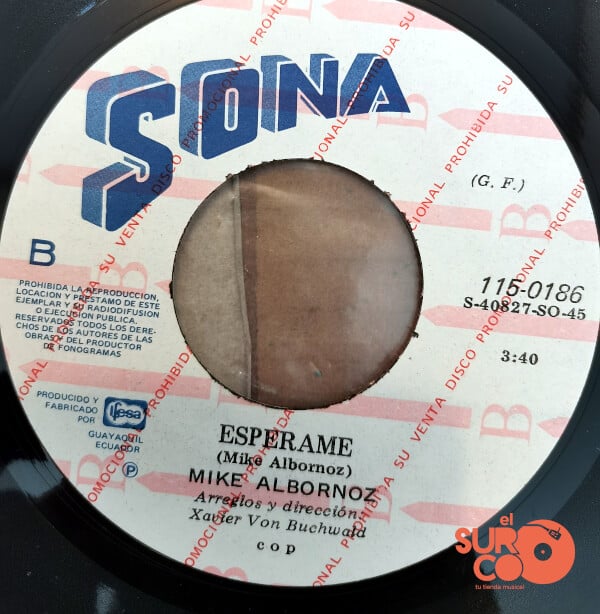 SONA
(G. F.)
B
115-0186
S-40827-SO-45
PROHIBIDA LA REPRODUCCION,
LOCACION Y PRESTAMO DE ESTE
EJEMPLAR Y SU RADIODIFUSION
O EJECUCION PUBLICA.
RESERVADOS TODOS LOS DERE-
CHOS DE LOS AUTORES DE LAS
OBRAS Y DEL PRODUCTOR
DE FONOGRAMAS
3:40
PRODUCIDO Y
FABRICADO
POR
ifesa
GUAYAQUIL
ECUADOR
P
ESPERAME
(Mike Albornoz)
MIKE ALBORNOZ
Arreglos y dirección:
Xavier Von Buchwald
c o p
DISCO PROMOCIONAL PROHIBIDA SU VENTA
el
SURCO
tu tienda musical